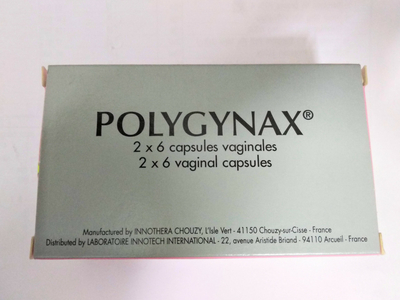 POLYGYNAX®
2 x 6 capsules vaginales
2 x 6 vaginal capsules
Manufactured by INNOTHERA CHOUZY, L'Isle Vert - 41150 Chouzy-sur-Cisse - France
Distributed by LABORATOIRE INNOTECH INTERNATIONAL - 22, avenue Aristide Briand - 94110 Arcueil - France